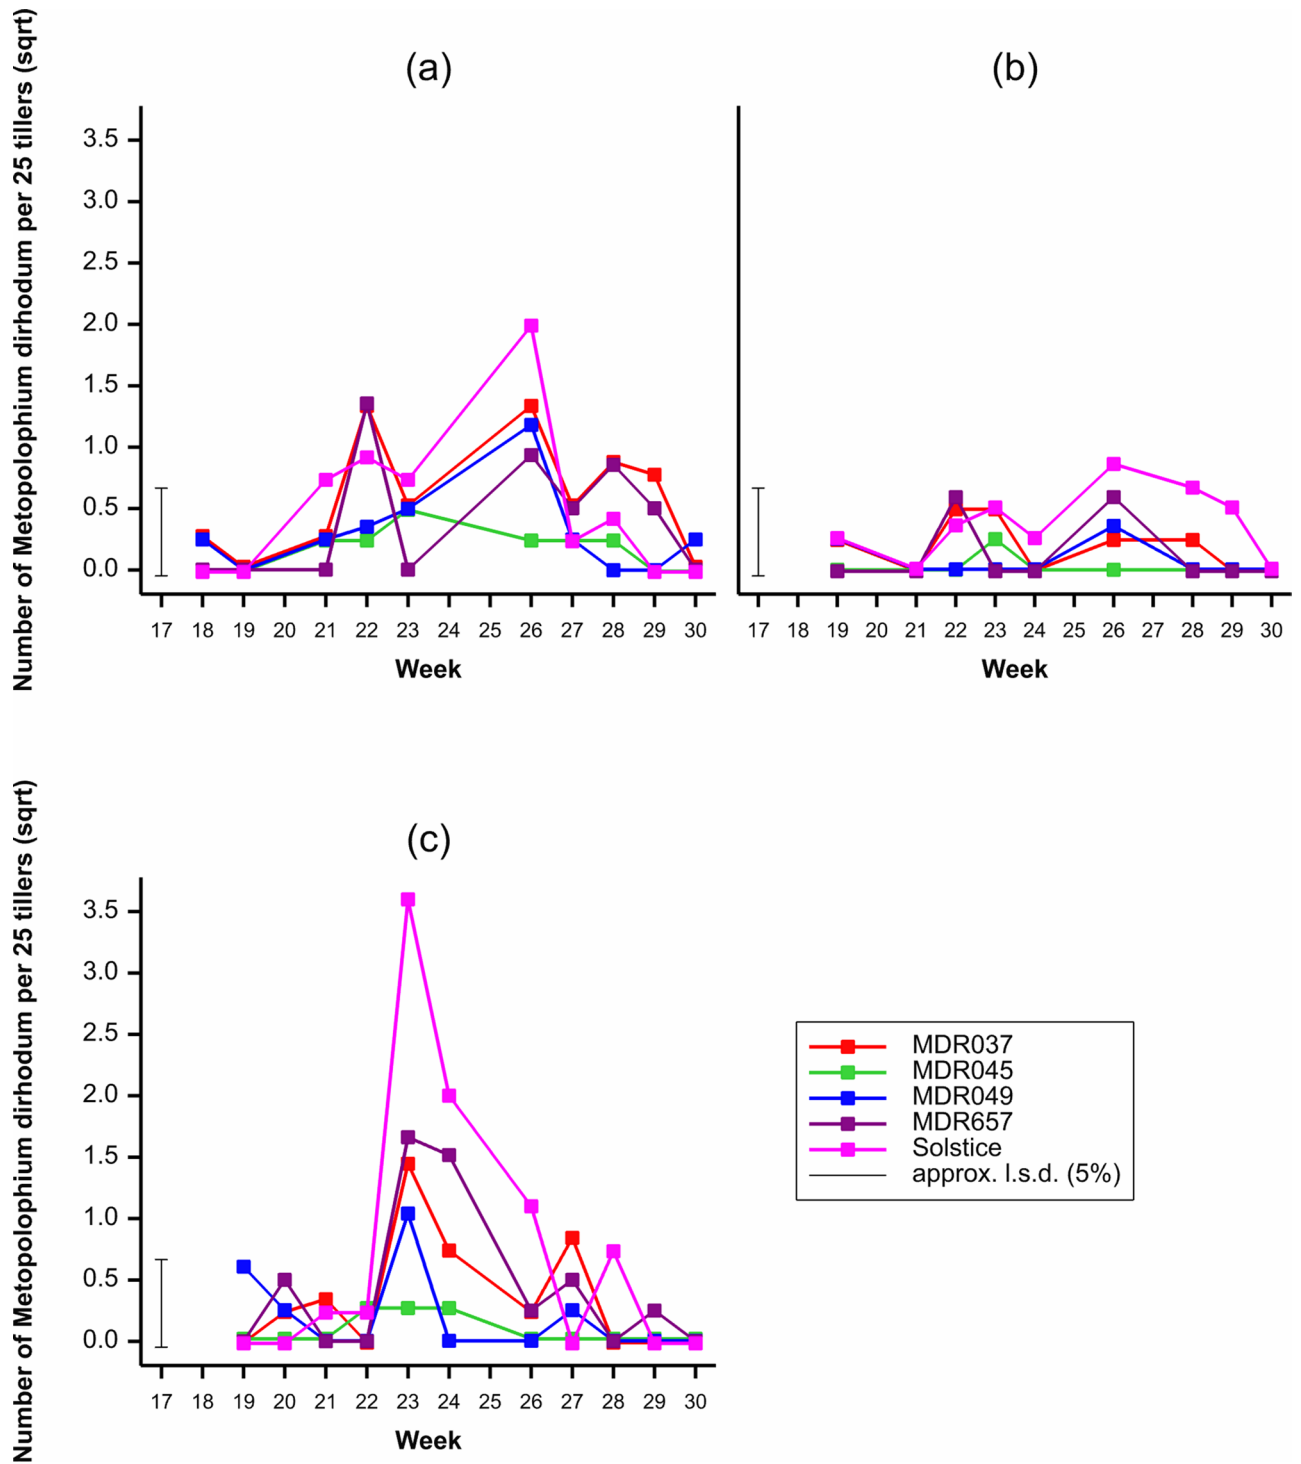 (a)
(b)
Number of Metopolophium dirhodum per 25 tillers (sqrt)
3.5
3.0
2.5
2.0
1.5
1.0
0.5
0.0
17 18 19 20 21 22 23 24 25 26 27 28 29 30
17 18 19 20 21 22 23 24 25 26 27 28 29 30
Week
Week
(c)
Number of Metopolophium dirhodum per 25 tillers (sqrt)
3.5
3.0
2.5
2.0
1.5
1.0
0.5
0.0
17 18 19 20 21 22 23 24 25 26 27 28 29 30
Week
MDR037
MDR045
MDR049
MDR657
Solstice
approx. l.s.d. (5%)